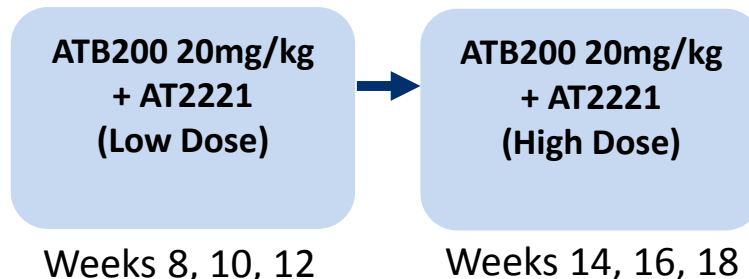 ATB200 20mg/kg
+ AT2221
(Low Dose)
Weeks 8, 10, 12
ATB200 20mg/kg
+ AT2221
(High Dose)
Weeks 14, 16, 18